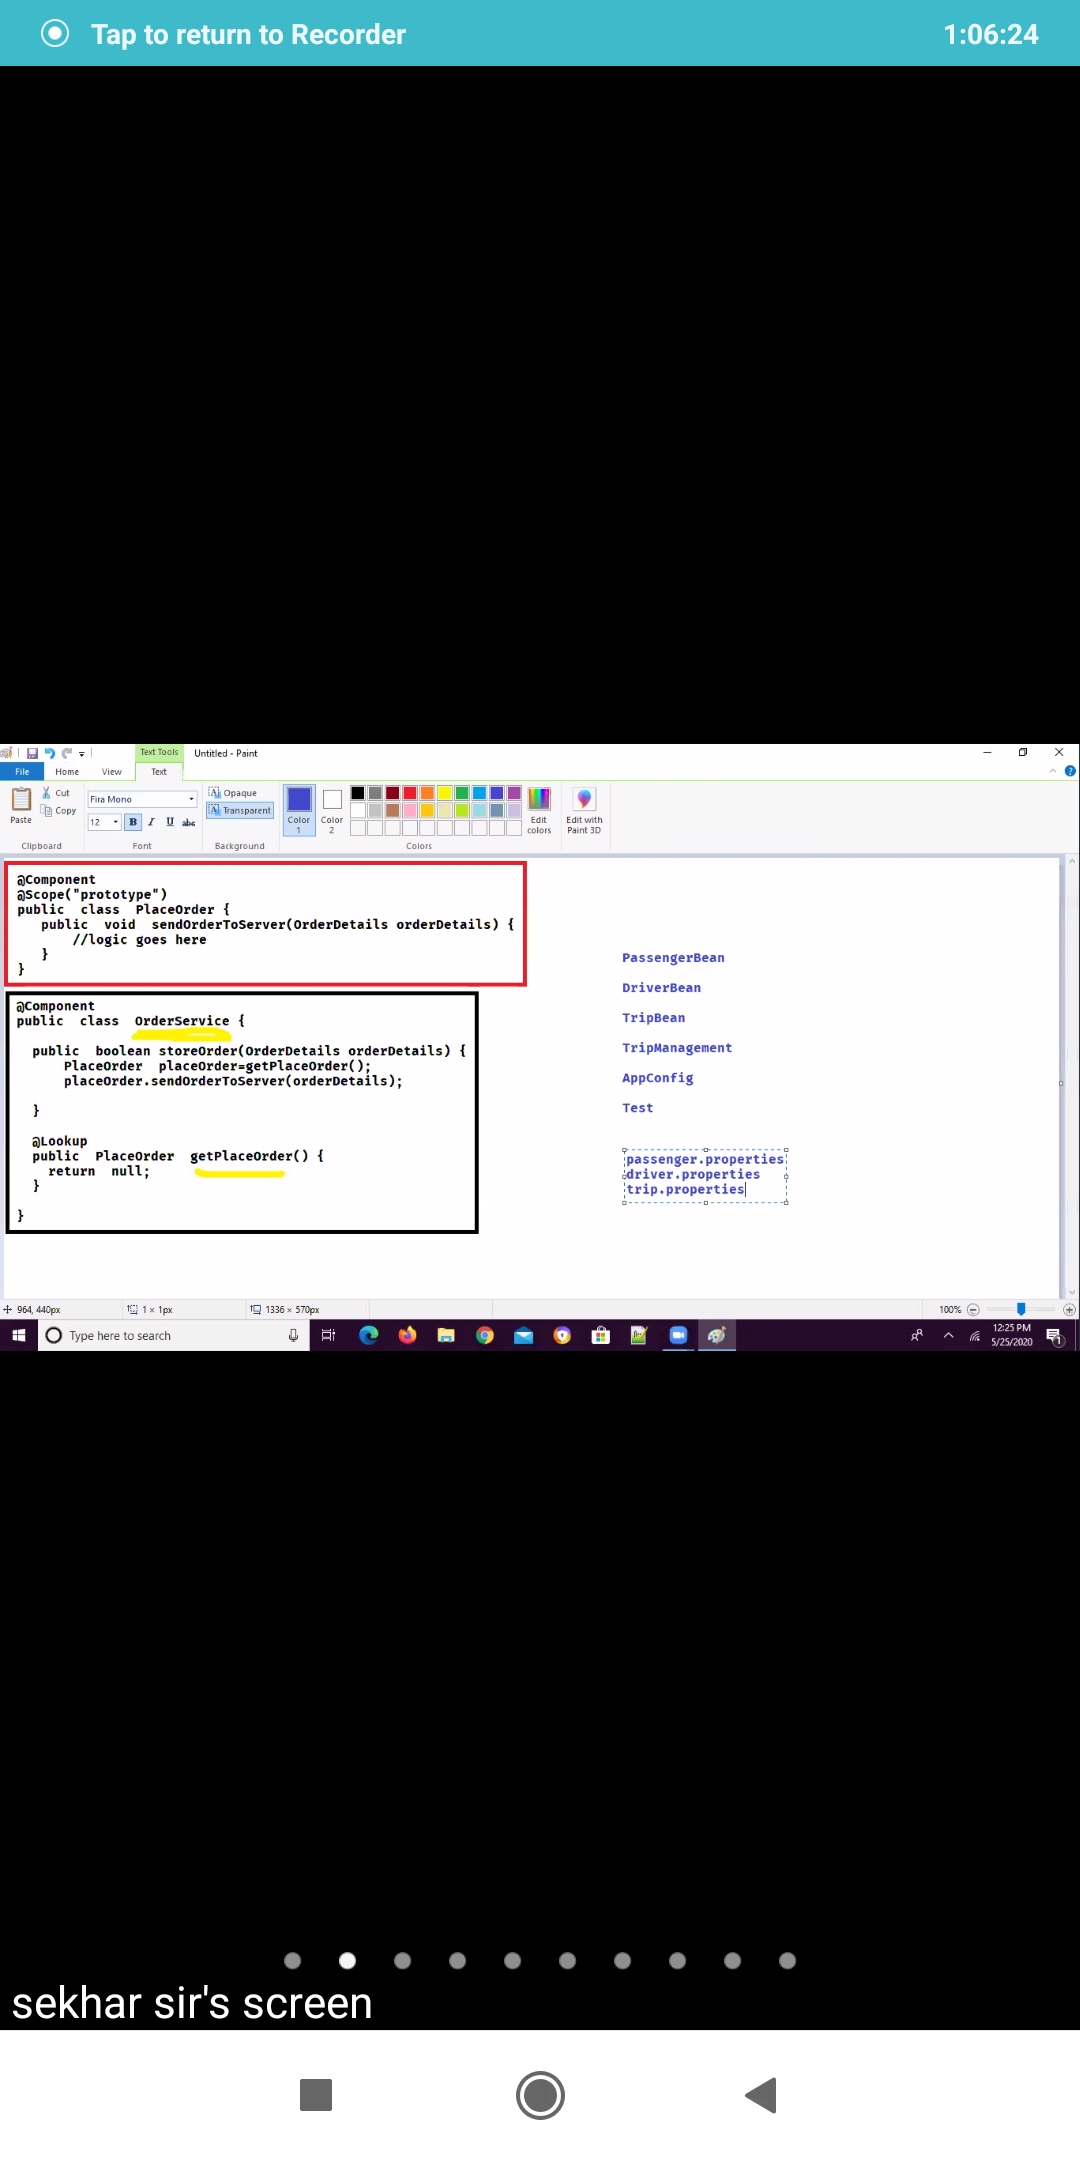 Tap to return to Recorder
1:06:24
Text Tools
Untitled - Paint
File
Home
View
Text
Paste
Cut
Copy
Clipboard
Fira Mono
12
B I U abc
Font
Opaque
Transparent
Background
Color 1
Color 2
Edit colors
Edit with Paint 3D
Colors
@Component
@Scope("prototype")
public class PlaceOrder {
public void sendOrderToServer(OrderDetails orderDetails) {
//logic goes here
}
}
@Component
public class OrderService {
public boolean storeOrder(OrderDetails orderDetails) {
PlaceOrder placeOrder=getPlaceOrder();
placeOrder.sendOrderToServer(orderDetails);
}
@Lookup
public PlaceOrder getPlaceOrder() {
return null;
}
}
PassengerBean
DriverBean
TripBean
TripManagement
AppConfig
Test
passenger.properties
driver.properties
trip.properties
964, 440px
1 × 1px
1336 × 570px
100%
Type here to search
12:25 PM
5/25/2020
1
sekhar sir's screen